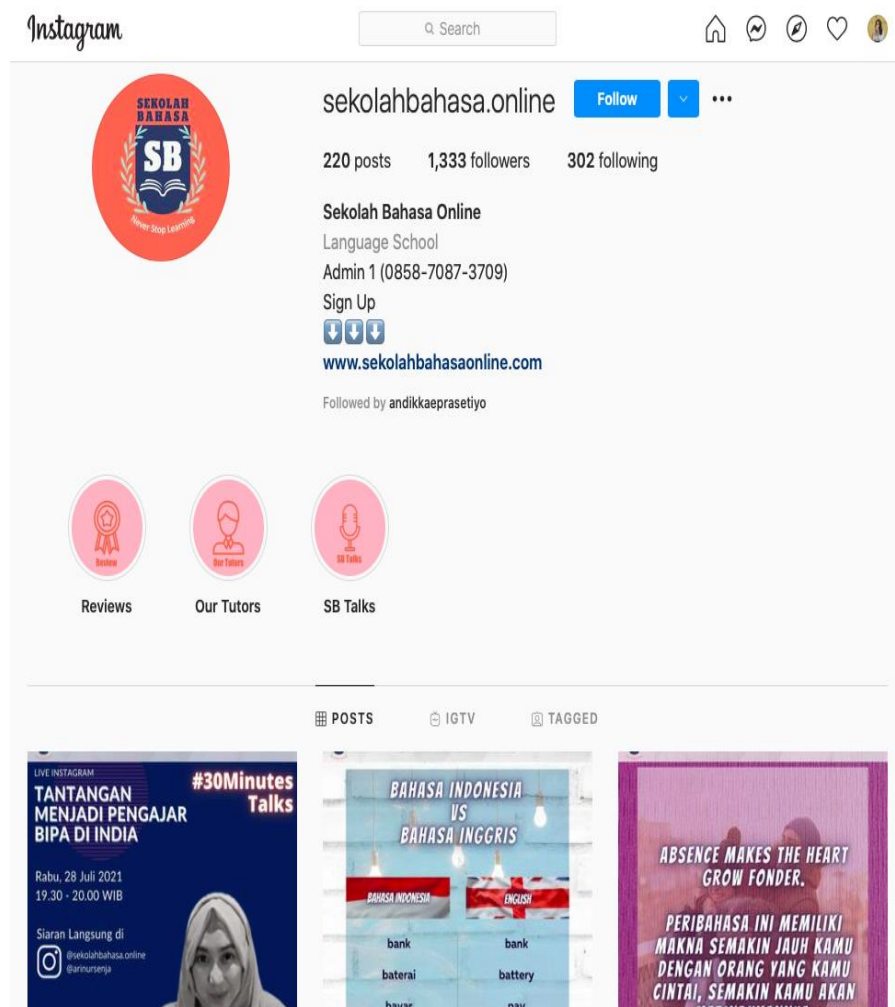 Instagram
Search
sekolahbahasa.online Follow
220 posts 1,333 followers 302 following
Sekolah Bahasa Online
Language School
Admin 1 (0858-7087-3709)
Sign Up
www.sekolahbahasaonline.com
Followed by andikkaeprasetiyo
SEKOLAH
BAHASA
SB
Never Stop Learning
Review
Our Tutors
SB Talks
Reviews Our Tutors SB Talks
POSTS IGTV TAGGED
LIVE INSTAGRAM
#30Minutes
Talks
TANTANGAN
MENJADI PENGAJAR
BIPA DI INDIA
Rabu, 28 Juli 2021
19.30 - 20.00 WIB
Siaran Langsung di
@sekolahbahasa.online
@arinursenja
BAHASA INDONESIA
VS
BAHASA INGGRIS
BAHASA INDONESIA ENGLISH
bank bank
baterai battery
bayar pay
ABSENCE MAKES THE HEART
GROW FONDER.
PERIBAHASA INI MEMILIKI
MAKNA SEMAKIN JAUH KAMU
DENGAN ORANG YANG KAMU
CINTAI, SEMAKIN KAMU AKAN